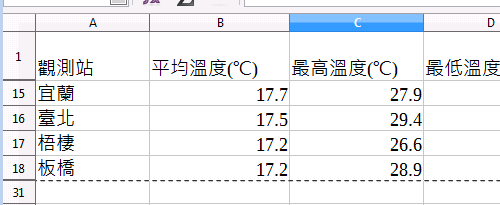 A B C D
1 觀測站 平均溫度(℃) 最高溫度(℃) 最低溫度
15 宜蘭 17.7 27.9
16 臺北 17.5 29.4
17 梧棲 17.2 26.6
18 板橋 17.2 28.9
31